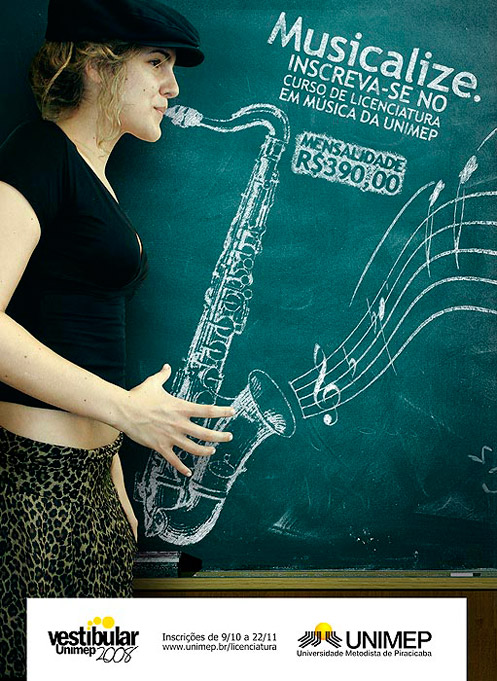 Musicalize.
INSCREVA-SE NO
CURSO DE LICENCIATURA
EM MÚSICA DA UNIMEP
MENSALIDADE
R$390,00
vestibular
Unimep 2008
Inscrições de 9/10 a 22/11
www.unimep.br/licenciatura
UNIMEP
Universidade Metodista de Piracicaba